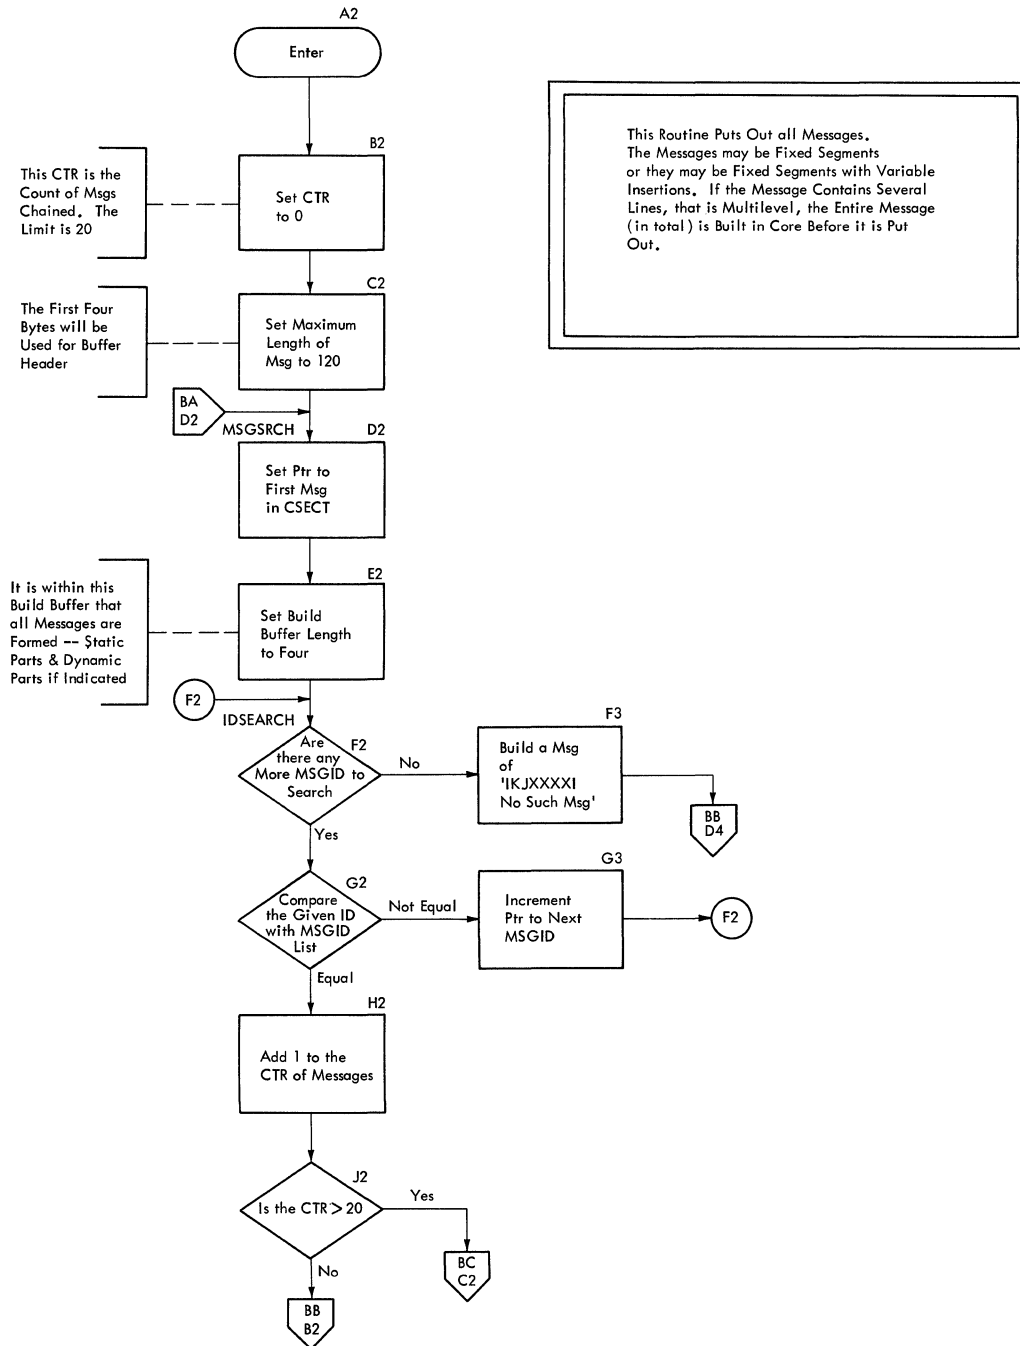 A2
Enter
This Routine Puts Out all Messages.
The Messages may be Fixed Segments
or they may be Fixed Segments with Variable
Insertions. If the Message Contains Several
Lines, that is Multilevel, the Entire Message
(in total) is Built in Core Before it is Put
Out.
B2
This CTR is the
Count of Msgs
Chained. The
Limit is 20
Set CTR
to 0
C2
The First Four
Bytes will be
Used for Buffer
Header
Set Maximum
Length of
Msg to 120
BA
D2
MSGSRCH
D2
Set Ptr to
First Msg
in CSECT
E2
It is within this
Build Buffer that
all Messages are
Formed -- Static
Parts & Dynamic
Parts if Indicated
Set Build
Buffer Length
to Four
F2
IDSEARCH
F2
Are
there any
More MSGID to
Search
No
F3
Build a Msg
of
'IKJXXXXI
No Such Msg'
BB
D4
Yes
G2
Compare
the Given ID
with MSGID
List
Not Equal
G3
Increment
Ptr to Next
MSGID
F2
Equal
H2
Add 1 to the
CTR of Messages
J2
Is the CTR > 20
Yes
BC
C2
No
BB
B2